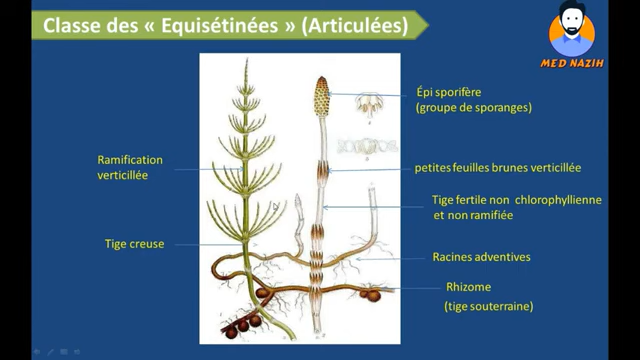 Classe des « Equisétinées » (Articulées)
MED NAZIH
Épi sporifère
(groupe de sporanges)
Ramification
verticillée
petites feuilles brunes verticillée
Tige fertile non chlorophyllienne
et non ramifiée
Tige creuse
Racines adventives
Rhizome
(tige souterraine)